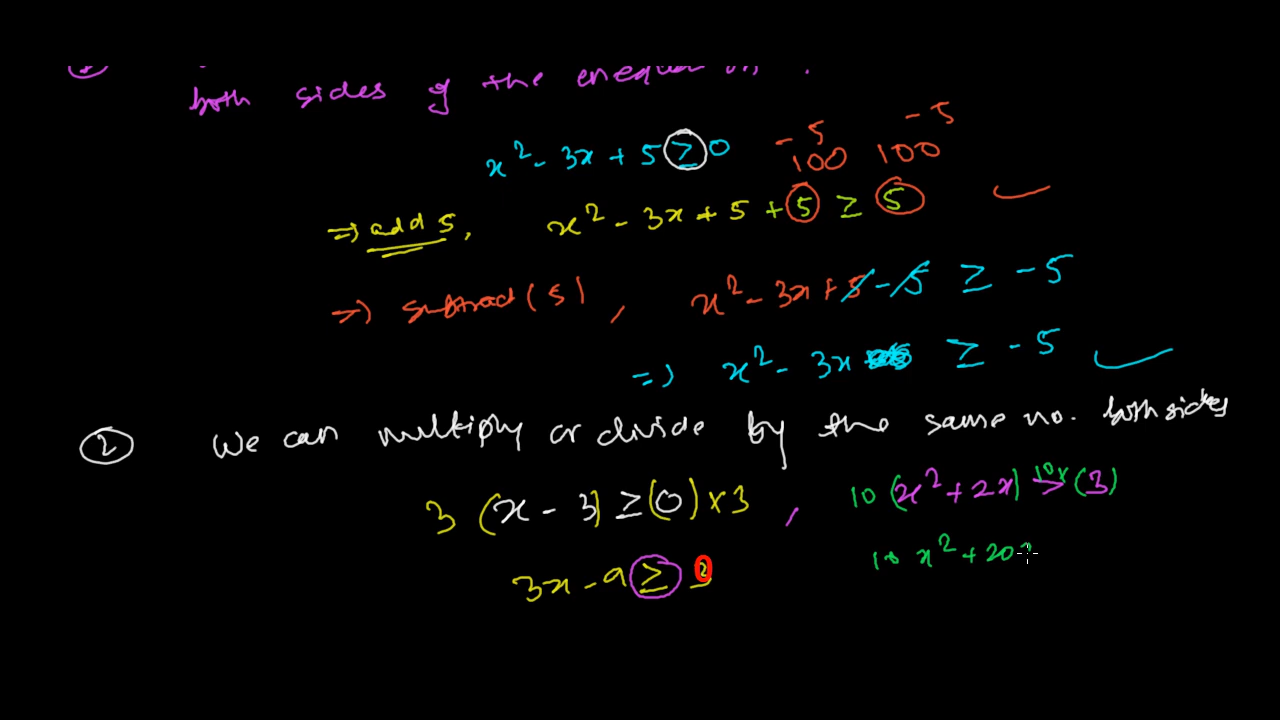 both sides of the inequation.
-5 -5
x² - 3x + 5 ≥ 0 100 100
=> add 5, x² - 3x + 5 + 5 ≥ 5
=> subtract (5), x² - 3x + 5 - 5 ≥ -5
=> x² - 3x ≥ -5
② We can multiply or divide by the same no. both sides
3 (x - 3) ≥ (0) × 3 , 10 (x² + 2x) > 10x (3)
3x - 9 ≥ 0
10 x² + 20